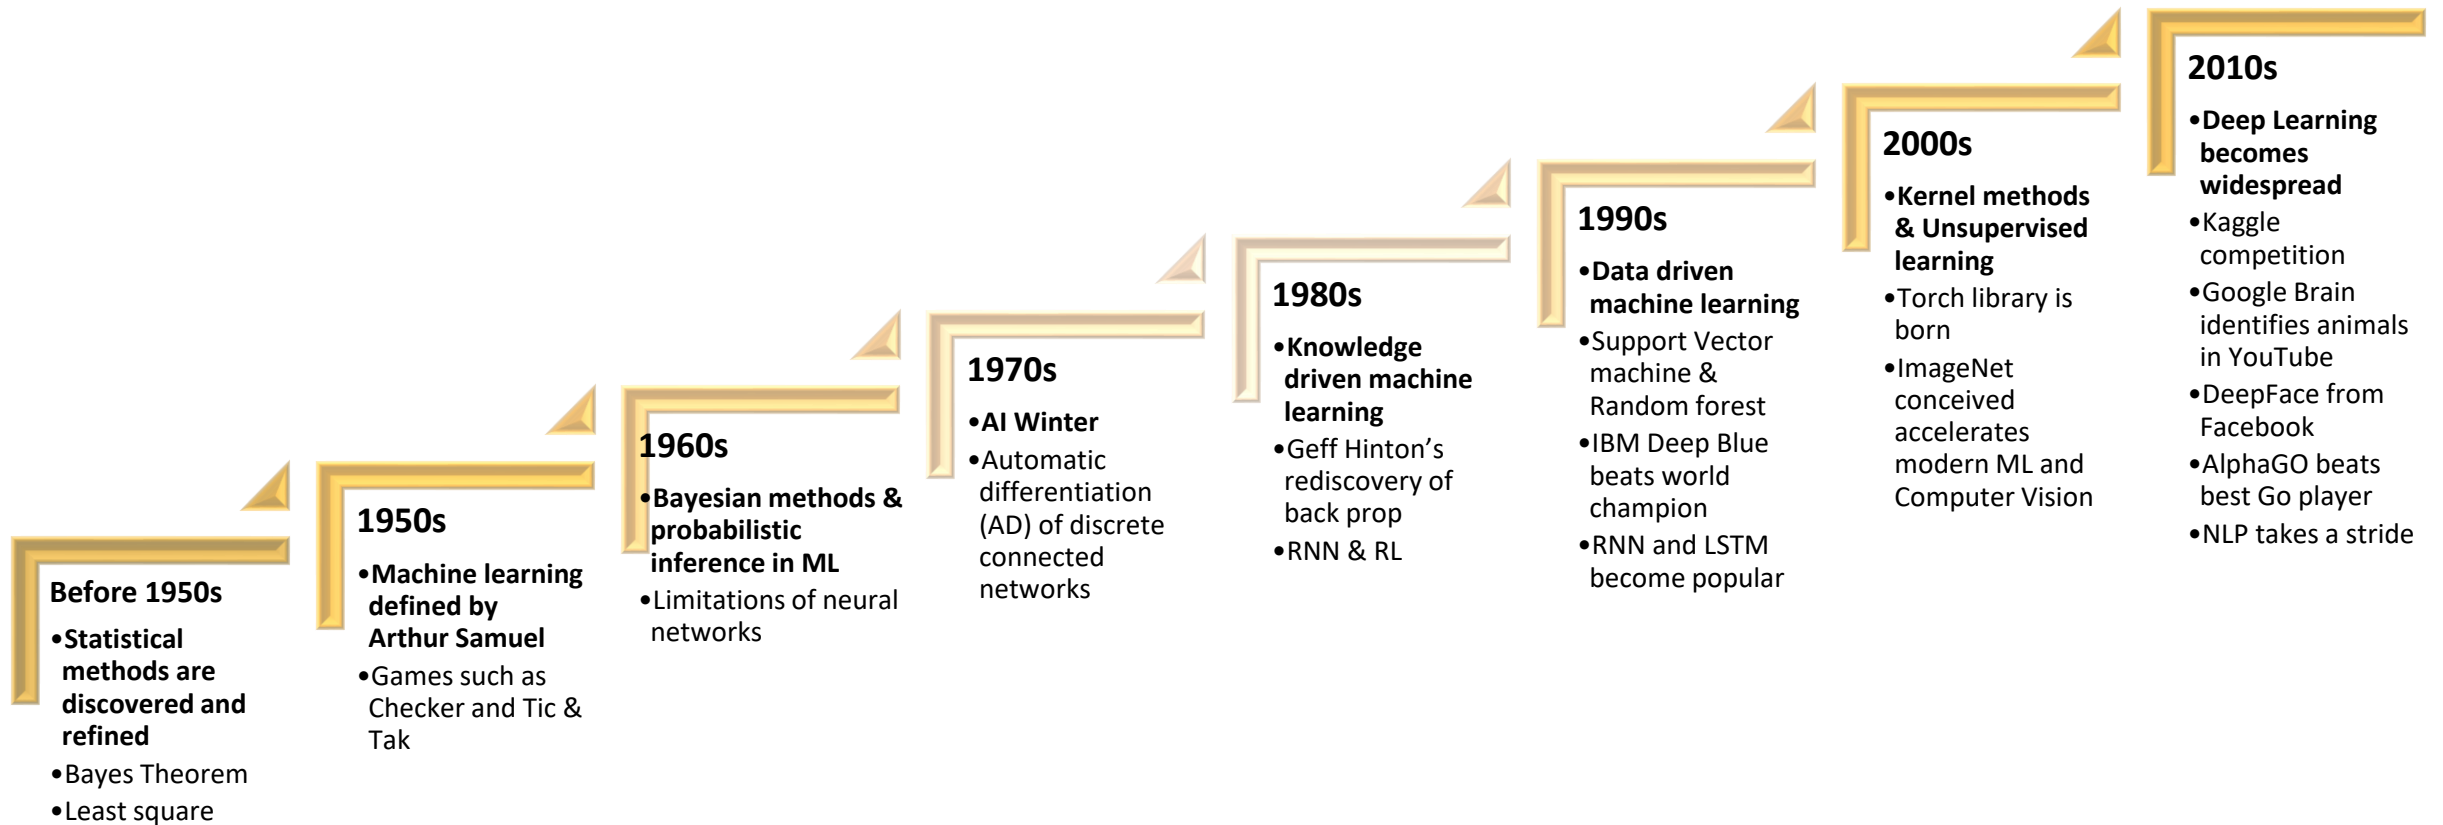 Before 1950s
•Statistical
methods are
discovered and
refined
•Bayes Theorem
•Least square
1950s
•Machine learning
defined by
Arthur Samuel
•Games such as
Checker and Tic &
Tak
1960s
•Bayesian methods &
probabilistic
inference in ML
•Limitations of neural
networks
1970s
•AI Winter
•Automatic
differentiation
(AD) of discrete
connected
networks
1980s
•Knowledge
driven machine
learning
•Geff Hinton’s
rediscovery of
back prop
•RNN & RL
1990s
•Data driven
machine learning
•Support Vector
machine &
Random forest
•IBM Deep Blue
beats world
champion
•RNN and LSTM
become popular
2000s
•Kernel methods
& Unsupervised
learning
•Torch library is
born
•ImageNet
conceived
accelerates
modern ML and
Computer Vision
2010s
•Deep Learning
becomes
widespread
•Kaggle
competition
•Google Brain
identifies animals
in YouTube
•DeepFace from
Facebook
•AlphaGO beats
best Go player
•NLP takes a stride